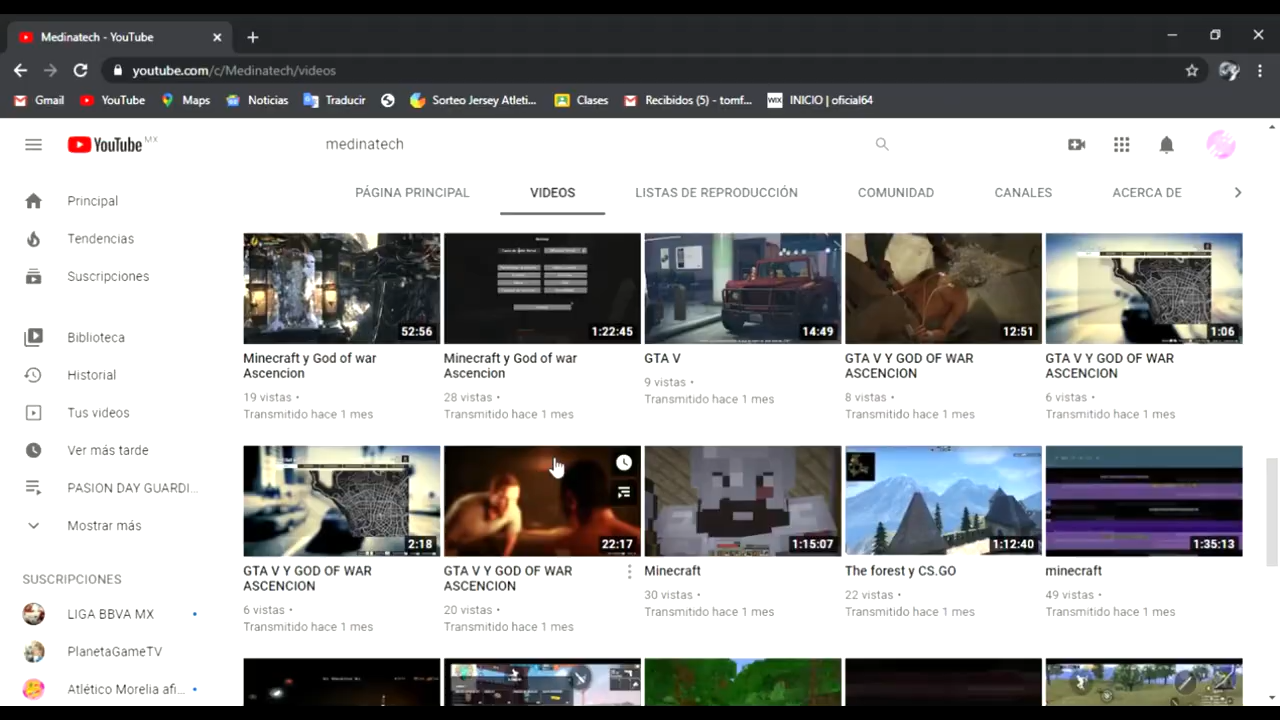 Medinatech - YouTube
youtube.com/c/Medinatech/videos
Gmail
YouTube
Maps
Noticias
Traducir
Sorteo Jersey Atleti...
Clases
Recibidos (5) - tomf...
WIX
INICIO | oficial64
YouTube MX
medinatech
PÁGINA PRINCIPAL
VIDEOS
LISTAS DE REPRODUCCIÓN
COMUNIDAD
CANALES
ACERCA DE
Principal
Tendencias
Suscripciones
Biblioteca
Historial
Tus videos
Ver más tarde
PASION DAY GUARDI...
Mostrar más
SUSCRIPCIONES
LIGA BBVA MX
PlanetaGameTV
Atlético Morelia afi...
52:56
Minecraft y God of war
Ascencion
19 vistas •
Transmitido hace 1 mes
1:22:45
Minecraft y God of war
Ascencion
28 vistas •
Transmitido hace 1 mes
14:49
GTA V
9 vistas •
Transmitido hace 1 mes
12:51
GTA V Y GOD OF WAR
ASCENCION
8 vistas •
Transmitido hace 1 mes
1:06
GTA V Y GOD OF WAR
ASCENCION
6 vistas •
Transmitido hace 1 mes
2:18
GTA V Y GOD OF WAR
ASCENCION
6 vistas •
Transmitido hace 1 mes
22:17
GTA V Y GOD OF WAR
ASCENCION
20 vistas •
Transmitido hace 1 mes
1:15:07
Minecraft
30 vistas •
Transmitido hace 1 mes
1:12:40
The forest y CS.GO
22 vistas •
Transmitido hace 1 mes
1:35:13
minecraft
49 vistas •
Transmitido hace 1 mes